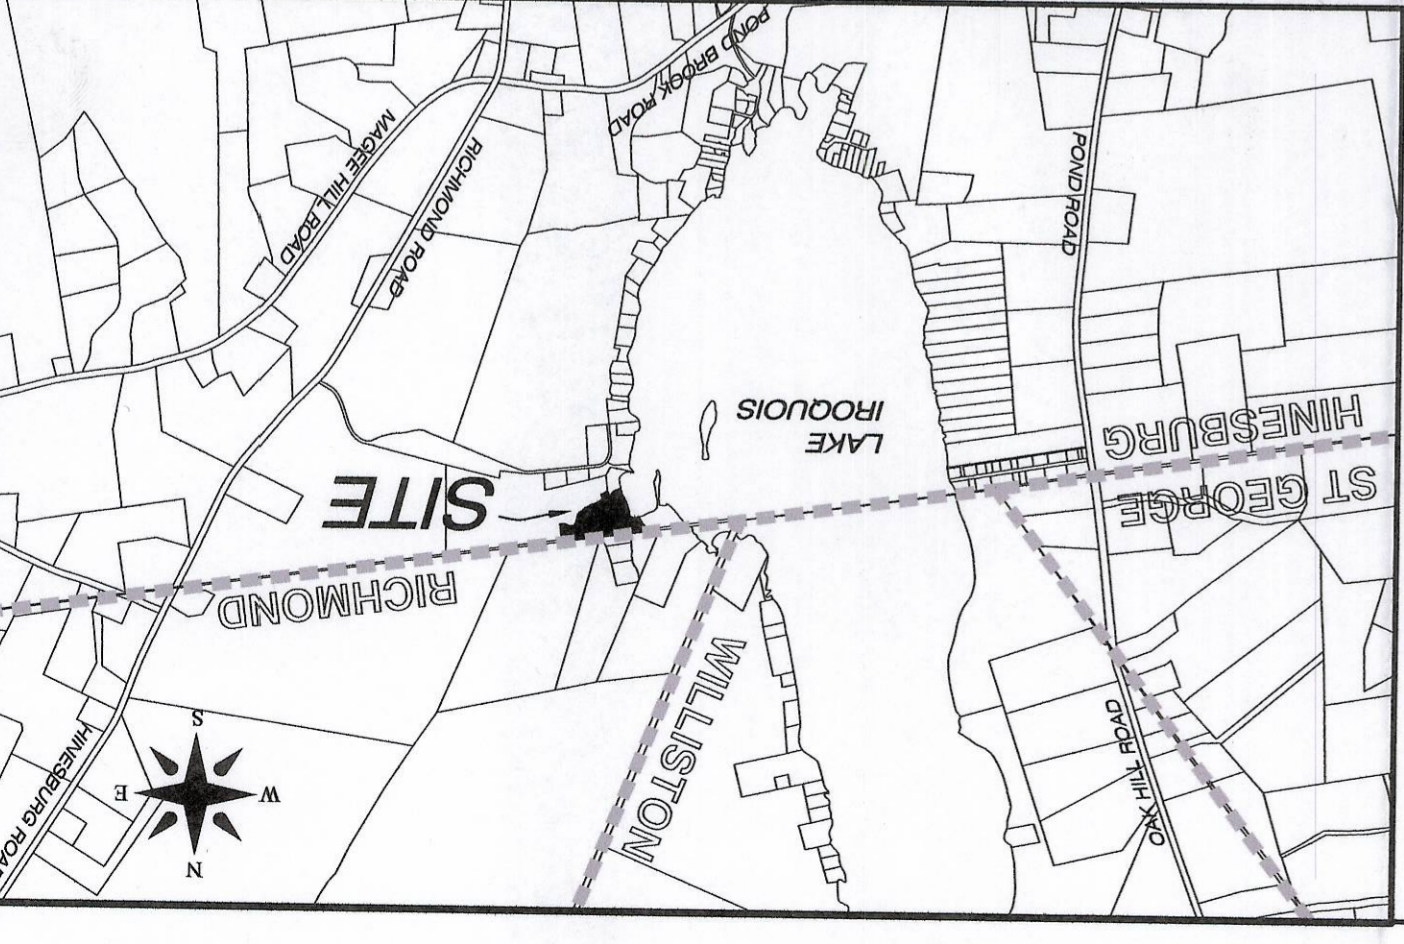 HINESBURG ROAD
N
W
E
S
OAK HILL ROAD
WILLISTON
RICHMOND
ST GEORGE
HINESBURG
SITE
LAKE
IROQUOIS
POND ROAD
RICHMOND ROAD
MAGEE HILL ROAD
POND BROOK ROAD